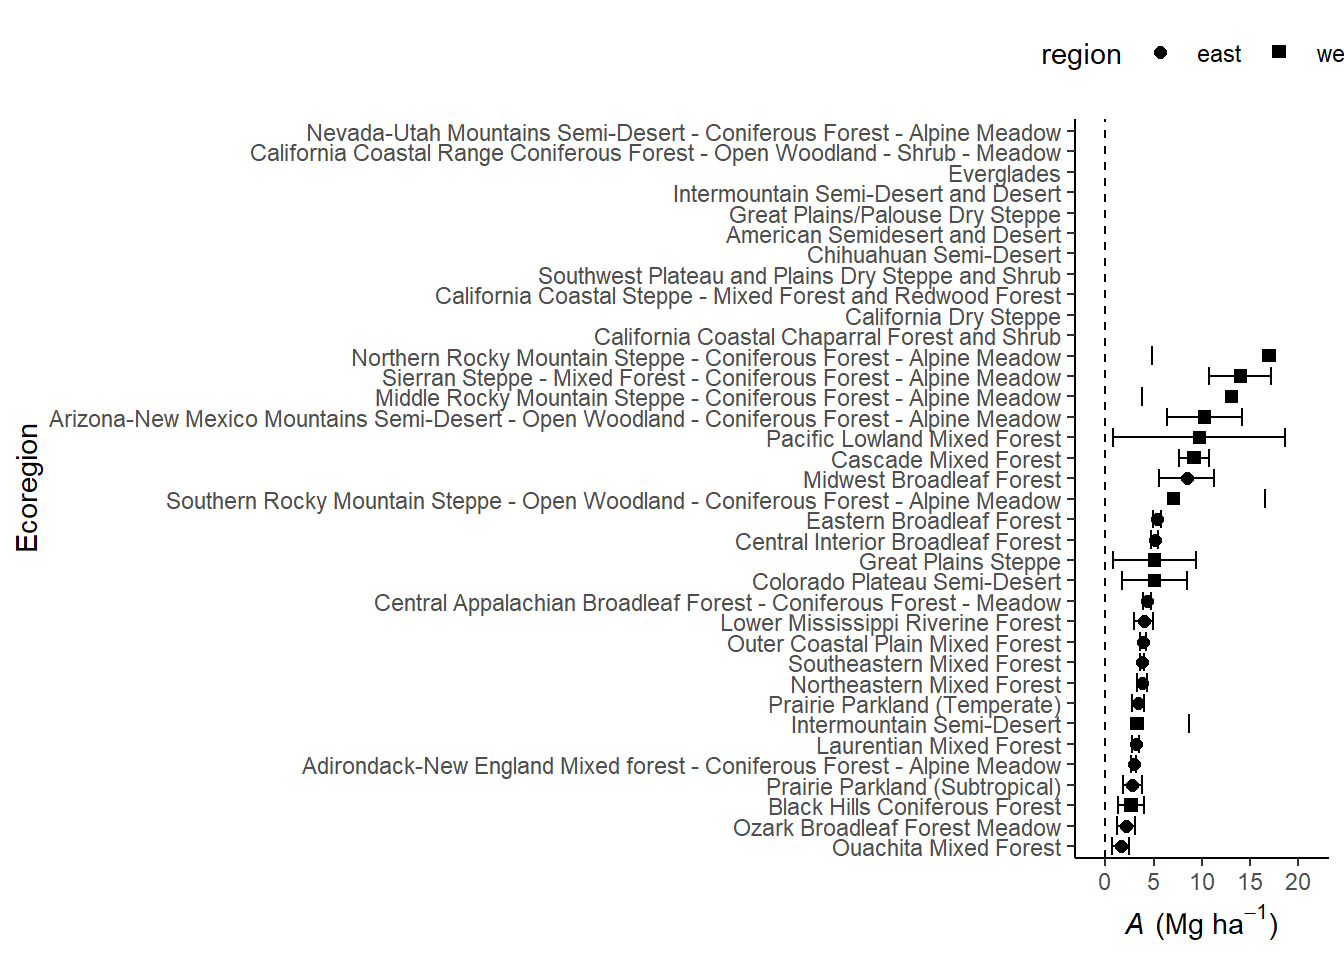 region east we
Nevada-Utah Mountains Semi-Desert - Coniferous Forest - Alpine Meadow
California Coastal Range Coniferous Forest - Open Woodland - Shrub - Meadow
Everglades
Intermountain Semi-Desert and Desert
Great Plains/Palouse Dry Steppe
American Semidesert and Desert
Chihuahuan Semi-Desert
Southwest Plateau and Plains Dry Steppe and Shrub
California Coastal Steppe - Mixed Forest and Redwood Forest
California Dry Steppe
California Coastal Chaparral Forest and Shrub
Northern Rocky Mountain Steppe - Coniferous Forest - Alpine Meadow
Sierran Steppe - Mixed Forest - Coniferous Forest - Alpine Meadow
Middle Rocky Mountain Steppe - Coniferous Forest - Alpine Meadow
Arizona-New Mexico Mountains Semi-Desert - Open Woodland - Coniferous Forest - Alpine Meadow
Pacific Lowland Mixed Forest
Cascade Mixed Forest
Midwest Broadleaf Forest
Southern Rocky Mountain Steppe - Open Woodland - Coniferous Forest - Alpine Meadow
Eastern Broadleaf Forest
Central Interior Broadleaf Forest
Great Plains Steppe
Colorado Plateau Semi-Desert
Central Appalachian Broadleaf Forest - Coniferous Forest - Meadow
Lower Mississippi Riverine Forest
Outer Coastal Plain Mixed Forest
Southeastern Mixed Forest
Northeastern Mixed Forest
Prairie Parkland (Temperate)
Intermountain Semi-Desert
Laurentian Mixed Forest
Adirondack-New England Mixed forest - Coniferous Forest - Alpine Meadow
Prairie Parkland (Subtropical)
Black Hills Coniferous Forest
Ozark Broadleaf Forest Meadow
Ouachita Mixed Forest
Ecoregion
0 5 10 15 20
A (Mg ha⁻¹)